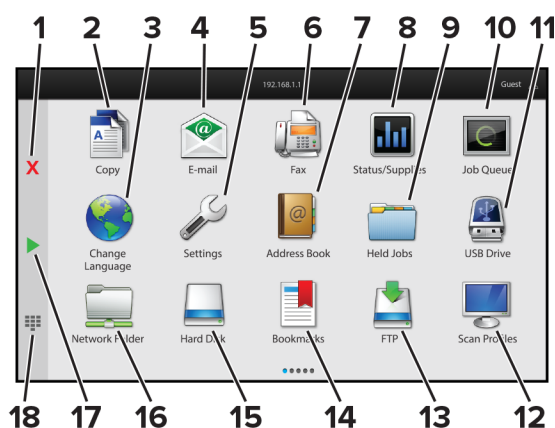 1 2 3 4 5 6 7 8 9 10 11
192.168.1.1
Guest
X
Copy
E-mail
Fax
Status/Supplies
Job Queue
Change
Language
Settings
Address Book
Held Jobs
USB Drive
Network Folder
Hard Disk
Bookmarks
FTP
Scan Profiles
18 17 16 15 14 13 12